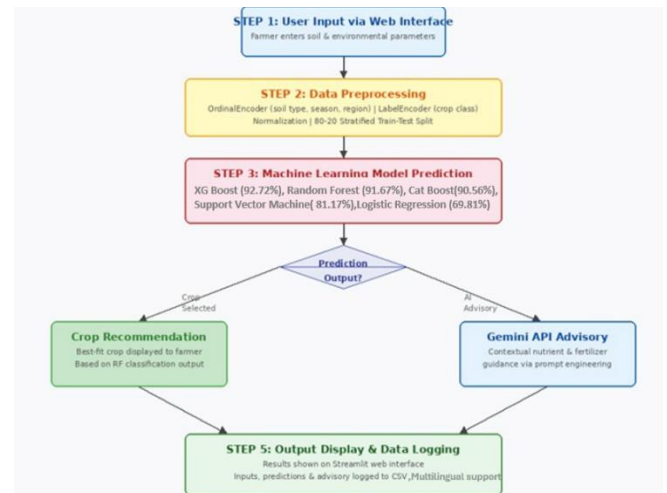 STEP 1: User Input via Web Interface
Farmer enters soil & environmental parameters
STEP 2: Data Preprocessing
OrdinalEncoder (soil type, season, region) | LabelEncoder (crop class)
Normalization | 80-20 Stratified Train-Test Split
STEP 3: Machine Learning Model Prediction
XG Boost (92.72%), Random Forest (91.67%), Cat Boost(90.56%),
Support Vector Machine( 81.17%),Logistic Regression (69.81%)
Prediction
Output?
Crop
Selected
AI
Advisory
Crop Recommendation
Best-fit crop displayed to farmer
Based on RF classification output
Gemini API Advisory
Contextual nutrient & fertilizer
guidance via prompt engineering
STEP 5: Output Display & Data Logging
Results shown on Streamlit web interface
Inputs, predictions & advisory logged to CSV,Multilingual support